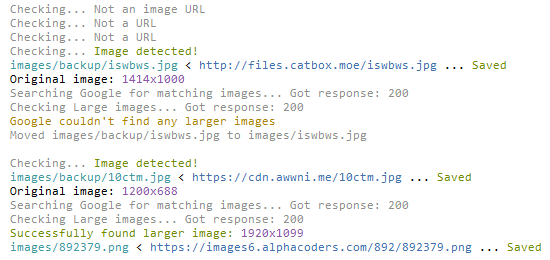 Checking... Not an image URL
Checking... Not a URL
Checking... Not a URL
Checking... Image detected!
images/backup/iswbws.jpg < http://files.catbox.moe/iswbws.jpg ... Saved
Original image: 1414x1000
Searching Google for matching images... Got response: 200
Checking Large images... Got response: 200
Google couldn't find any larger images
Moved images/backup/iswbws.jpg to images/iswbws.jpg
Checking... Image detected!
images/backup/10ctm.jpg < https://cdn.awwni.me/10ctm.jpg ... Saved
Original image: 1200x688
Searching Google for matching images... Got response: 200
Checking Large images... Got response: 200
Successfully found larger image: 1920x1099
images/892379.png < https://images6.alphacoders.com/892/892379.png ... Saved